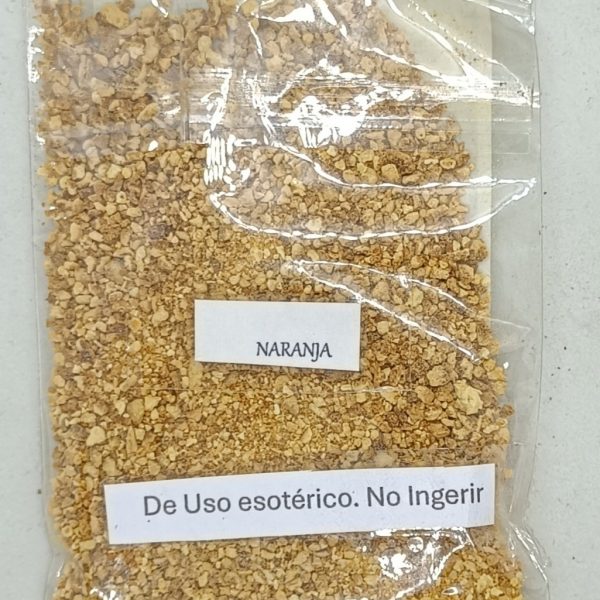 NARANJA
De Uso esotérico. No Ingerir